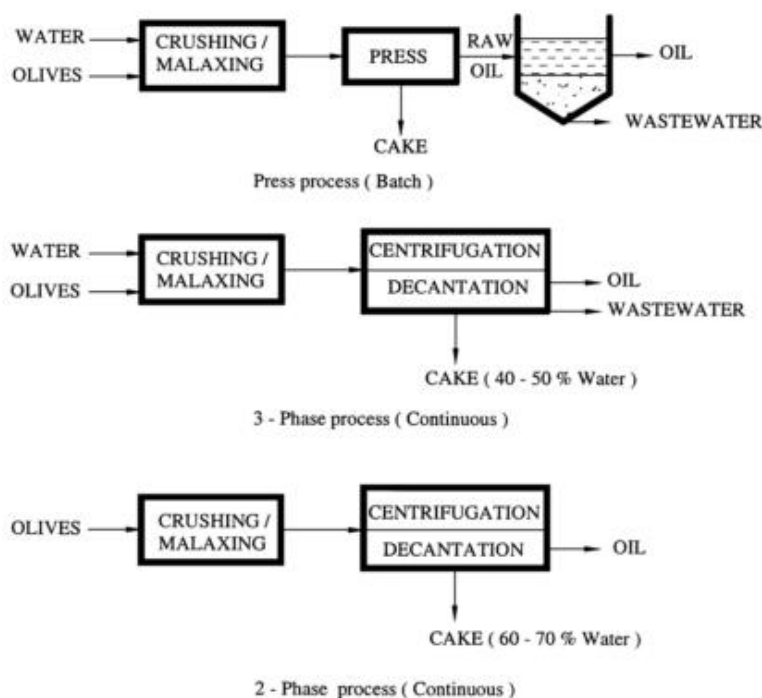 WATER
OLIVES
CRUSHING /
MALAXING
PRESS
RAW
OIL
OIL
WASTEWATER
CAKE
Press process ( Batch )
WATER
OLIVES
CRUSHING /
MALAXING
CENTRIFUGATION
DECANTATION
OIL
WASTEWATER
CAKE ( 40 - 50 % Water )
3 - Phase process ( Continuous )
OLIVES
CRUSHING /
MALAXING
CENTRIFUGATION
DECANTATION
OIL
CAKE ( 60 - 70 % Water )
2 - Phase process ( Continuous )